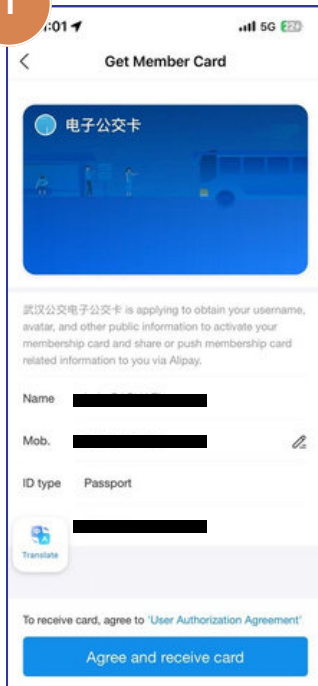 1
:01
5G
Get Member Card
电子公交卡
武汉公交电子公交卡 is applying to obtain your username,
avatar, and other public information to activate your
membership card and share or push membership card
related information to you via Alipay.
Name
Mob.
ID type Passport
Translate
To receive card, agree to 'User Authorization Agreement'
Agree and receive card